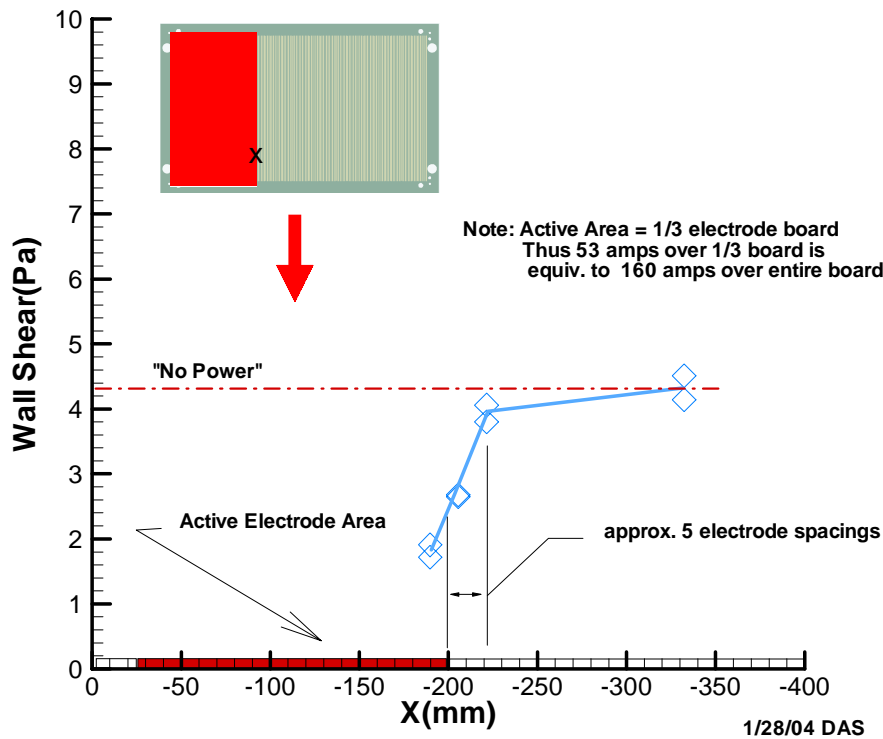 10
9
8
7
6
5
4
3
2
1
0
Wall Shear(Pa)
X
Note: Active Area = 1/3 electrode board
Thus 53 amps over 1/3 board is
equiv. to 160 amps over entire board
"No Power"
Active Electrode Area
approx. 5 electrode spacings
0 -50 -100 -150 -200 -250 -300 -350 -400
X(mm)
1/28/04 DAS